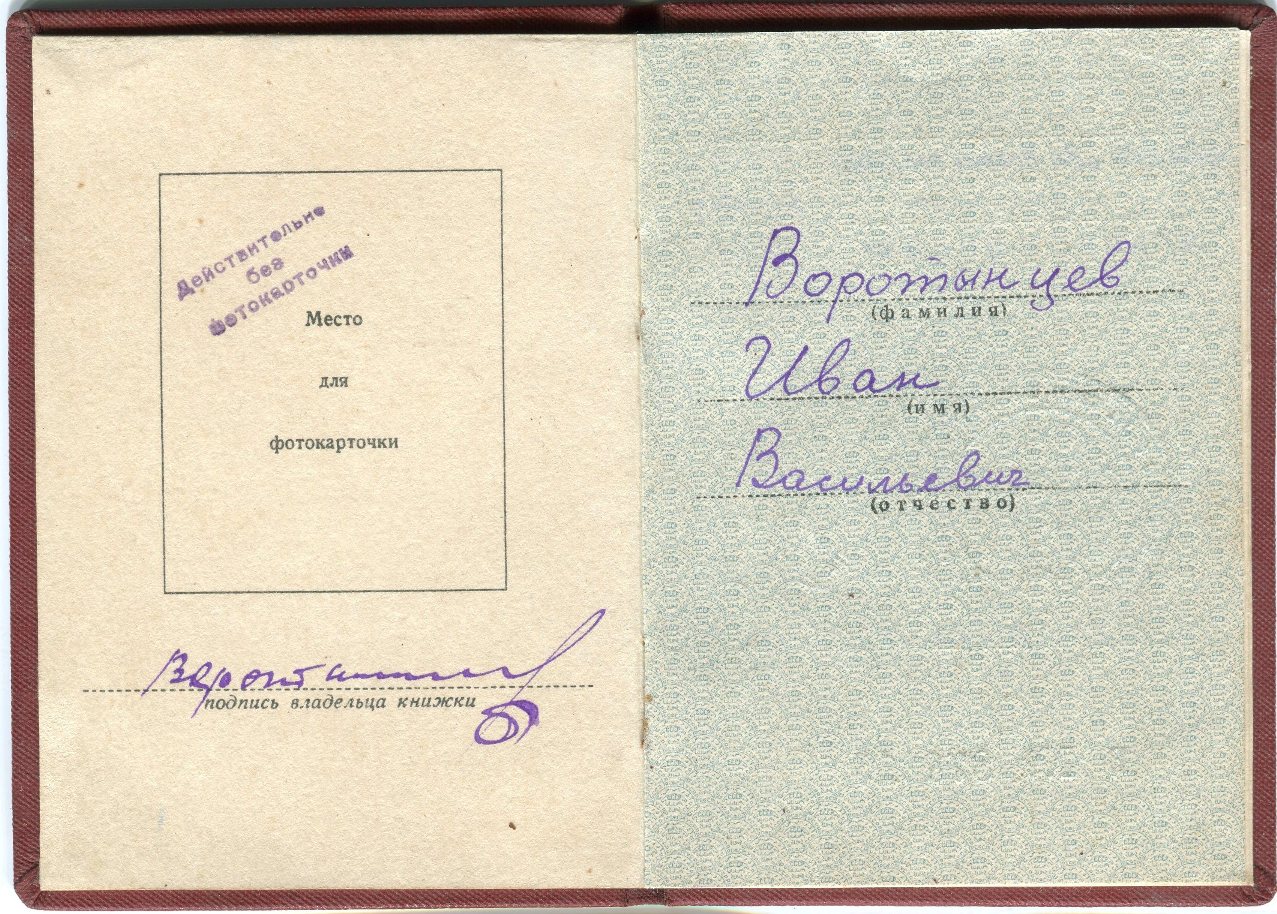 Действительно
без
фотокарточки
Место
для
фотокарточки
подпись владельца книжки
Воротынцев
(фамилия)
Иван
(имя)
Васильевич
(отчество)